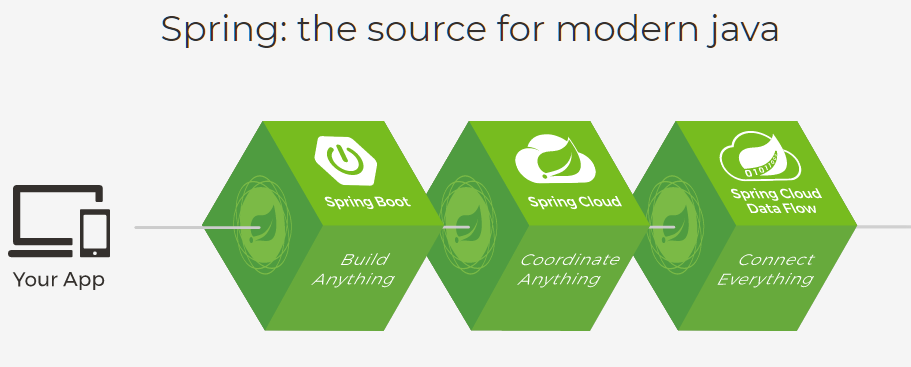 Spring: the source for modern java
Your App
Spring Boot
Build
Anything
Spring Cloud
Coordinate
Anything
Spring Cloud
Data Flow
Connect
Everything